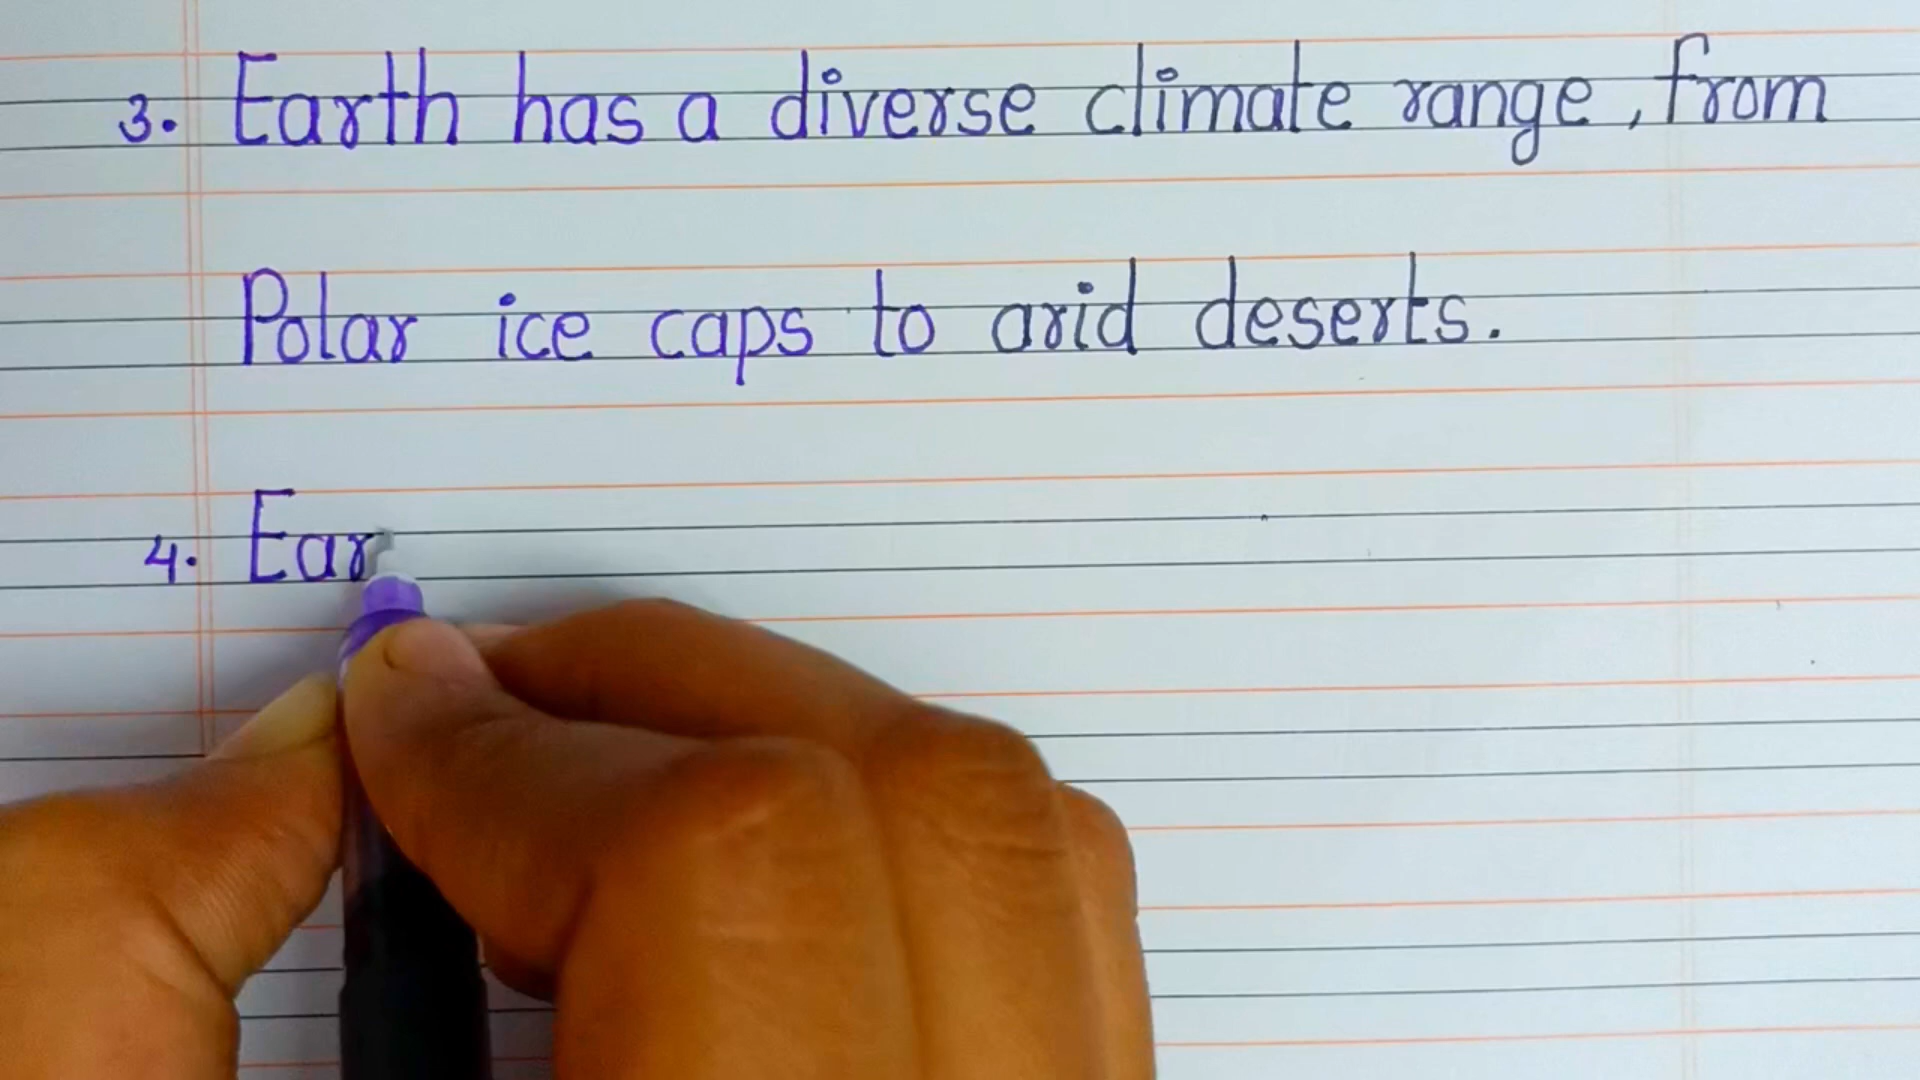 3. Earth has a diverse climate range, from
Polar ice caps to arid deserts.
4. Ear